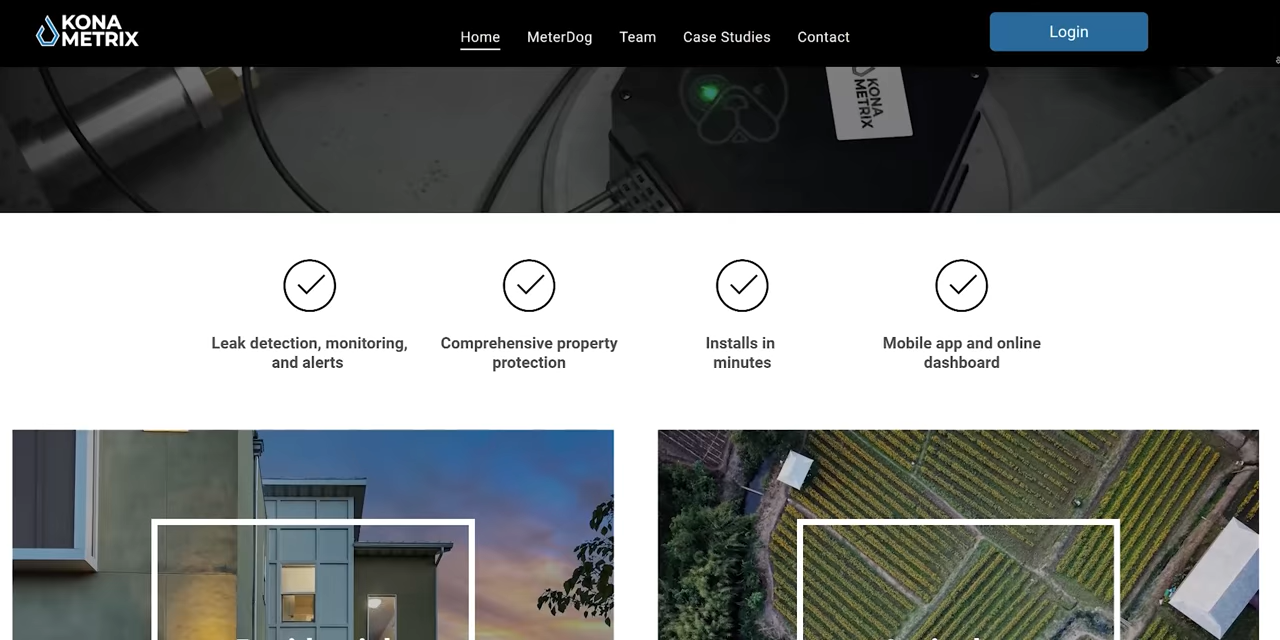 KONA
METRIX
Home
MeterDog
Team
Case Studies
Contact
Login
KONA
METRIX
Leak detection, monitoring,
and alerts
Comprehensive property
protection
Installs in
minutes
Mobile app and online
dashboard